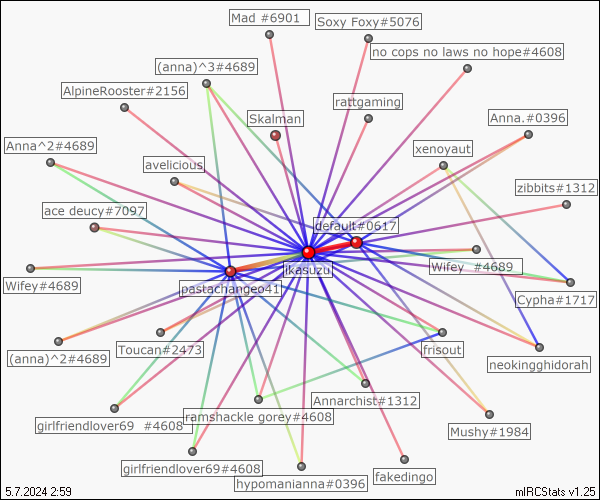 Mad #6901
Soxy Foxy#5076
no cops no laws no hope#4608
(anna)^3#4689
AlpineRooster#2156
rattgaming
Skalman
Anna.#0396
Anna^2#4689
xenoyaut
avelicious
zibbits#1312
ace deucy#7097
default#0617
Wifey #4689
ikasuzu
Wifey#4689
pastachangeo41
Cypha#1717
(anna)^2#4689
Toucan#2473
frisout
neokingghidorah
Annarchist#1312
girlfriendlover69 #4608
ramshackle gorey#4608
Mushy#1984
girlfriendlover69#4608
hypomanianna#0396
fakedingo
5.7.2024 2:59
mIRCStats v1.25